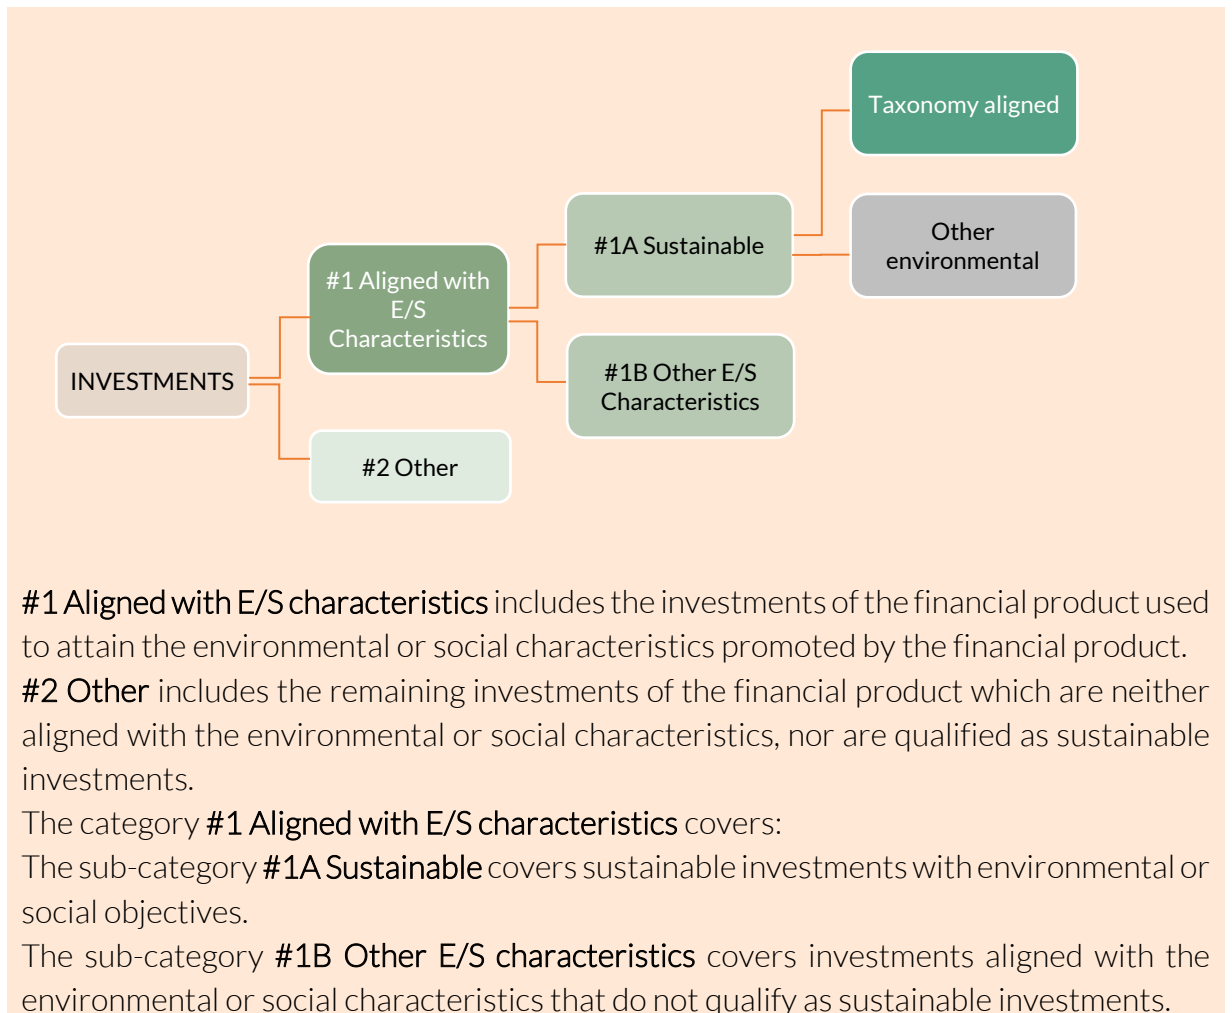 Taxonomy aligned
Other
environmental
#1A Sustainable
#1 Aligned with
E/S
Characteristics
#1B Other E/S
Characteristics
INVESTMENTS
#2 Other
#1 Aligned with E/S characteristics includes the investments of the financial product used
to attain the environmental or social characteristics promoted by the financial product.
#2 Other includes the remaining investments of the financial product which are neither
aligned with the environmental or social characteristics, nor are qualified as sustainable
investments.
The category #1 Aligned with E/S characteristics covers:
The sub-category #1A Sustainable covers sustainable investments with environmental or
social objectives.
The sub-category #1B Other E/S characteristics covers investments aligned with the
environmental or social characteristics that do not qualify as sustainable investments.